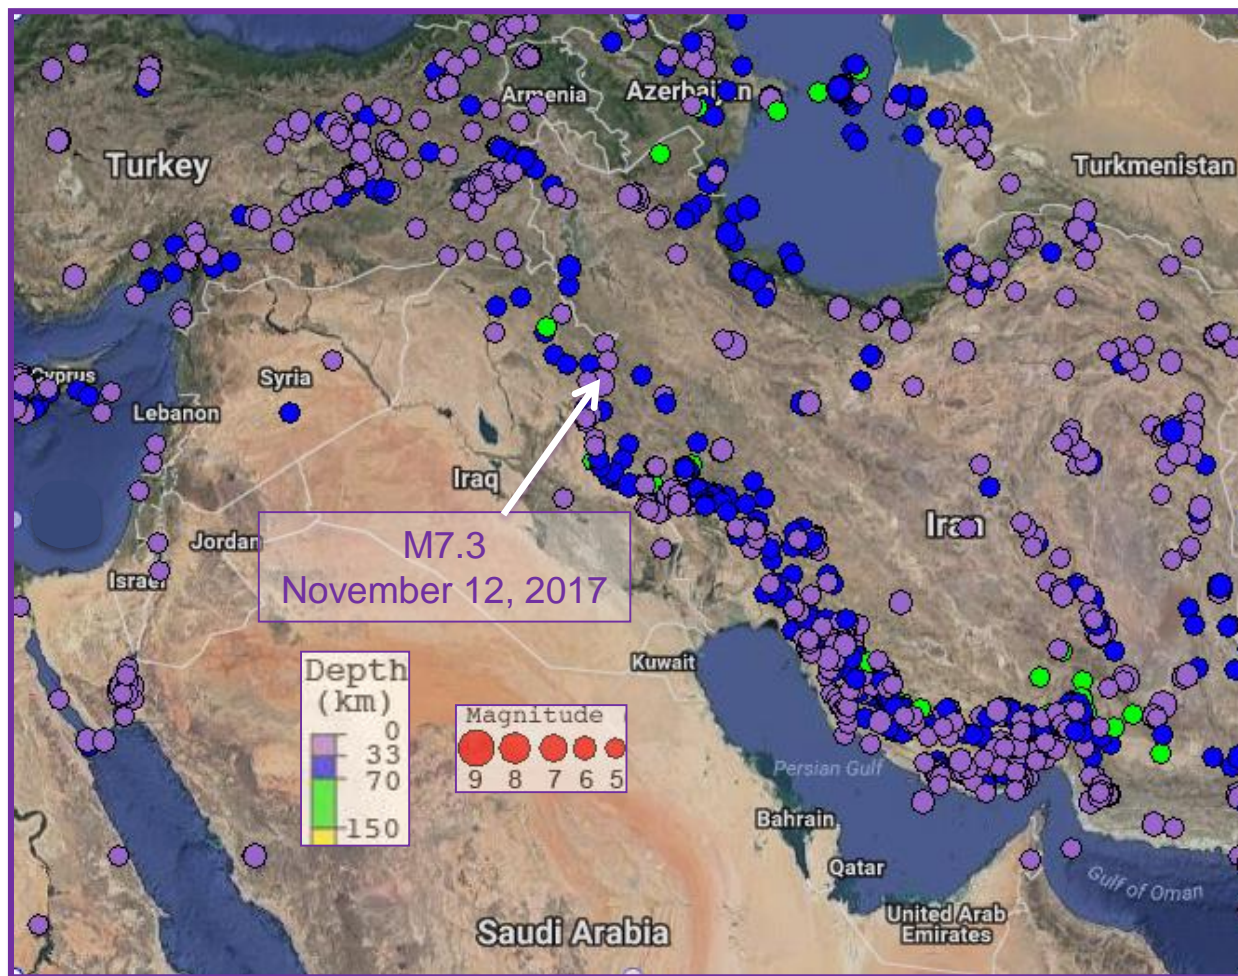 Armenia
Azerbaijan
Turkey
Turkmenistan
Cyprus
Syria
Lebanon
Iraq
Iran
Jordan
Israel
M7.3
November 12, 2017
Kuwait
Depth
(km)
0
33
70
150
Magnitude (
9 8 7 6 5
Persian Gulf
Bahrain
Qatar
Gulf of Oman
United Arab
Emirates
Saudi Arabia